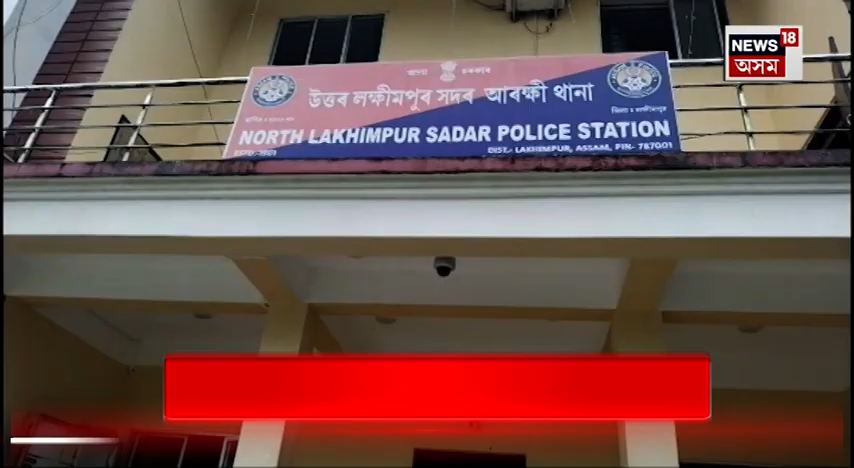 NEWS 18
অসম
অসম চৰকাৰ
উত্তৰ লক্ষীমপুৰ সদৰ আৰক্ষী থানা
NORTH LAKHIMPUR SADAR POLICE STATION
DIST.- LAKHIMPUR, ASSAM, PIN- 787001